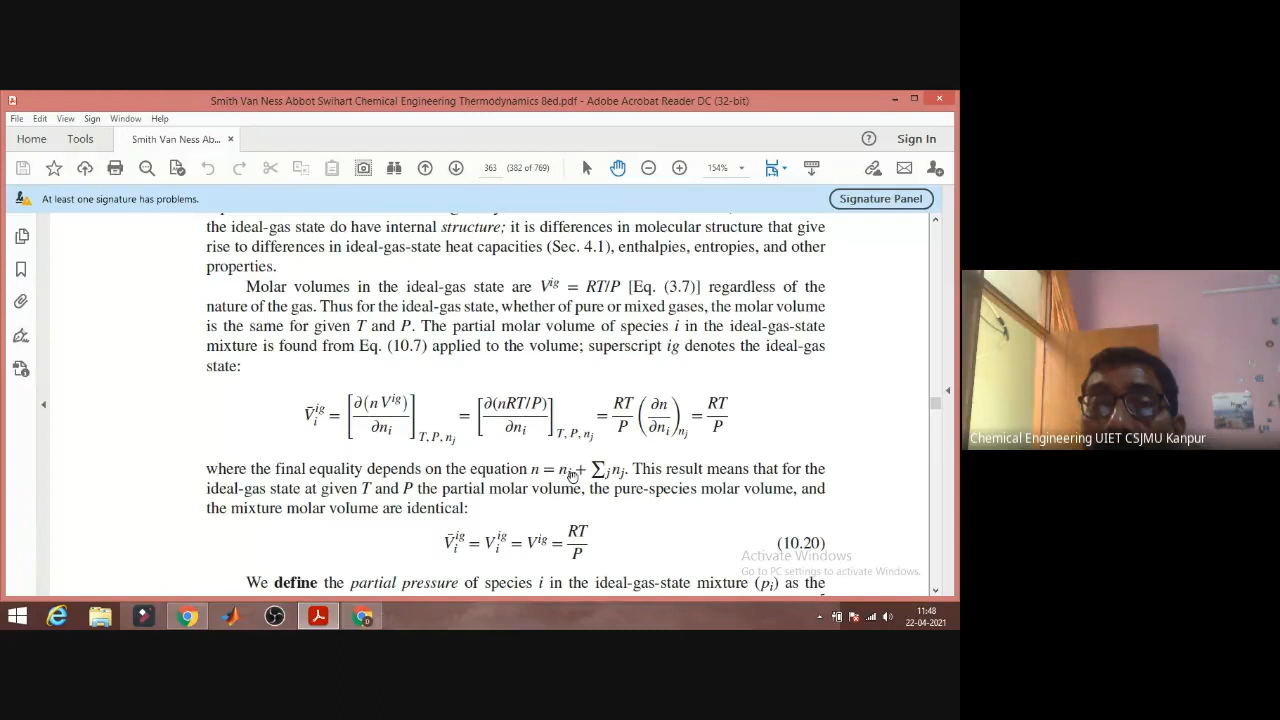 Smith Van Ness Abbot Swihart Chemical Engineering Thermodynamics 8ed.pdf - Adobe Acrobat Reader DC (32-bit)
File Edit View Sign Window Help
Home Tools Smith Van Ness Ab... × Sign In
363 (382 of 769) 154%
At least one signature has problems. Signature Panel
the ideal-gas state do have internal structure; it is differences in molecular structure that give
rise to differences in ideal-gas-state heat capacities (Sec. 4.1), enthalpies, entropies, and other
properties.
Molar volumes in the ideal-gas state are V^ig = RT/P [Eq. (3.7)] regardless of the
nature of the gas. Thus for the ideal-gas state, whether of pure or mixed gases, the molar volume
is the same for given T and P. The partial molar volume of species i in the ideal-gas-state
mixture is found from Eq. (10.7) applied to the volume; superscript ig denotes the ideal-gas
state:
V̄_i^ig = [∂(nV^ig)/∂n_i]_T, P, n_j = [∂(nRT/P)/∂n_i]_T, P, n_j = RT/P (∂n/∂n_i)_n_j = RT/P
where the final equality depends on the equation n = n_i + ∑_j n_j. This result means that for the
ideal-gas state at given T and P the partial molar volume, the pure-species molar volume, and
the mixture molar volume are identical:
V̄_i^ig = V_i^ig = V^ig = RT/P (10.20)
Activate Windows
Go to PC settings to activate Windows.
We define the partial pressure of species i in the ideal-gas-state mixture (p_i) as the
11:48
22-04-2021
Chemical Engineering UIET CSJMU Kanpur